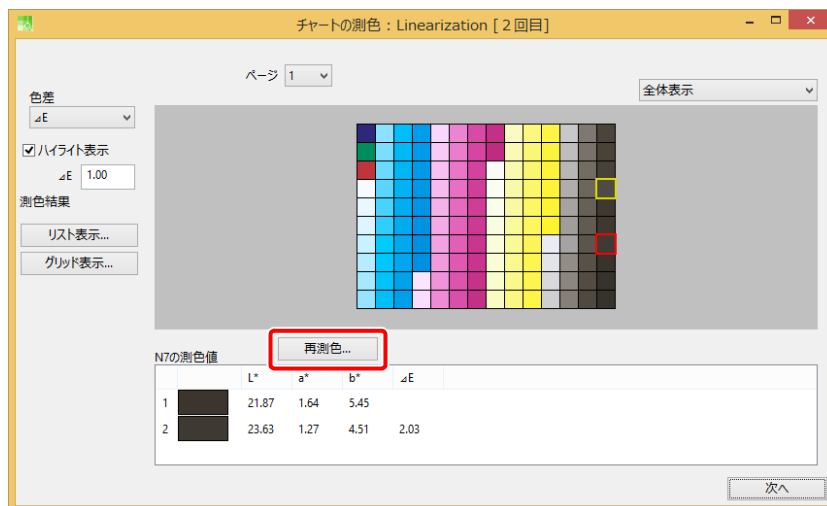 チャートの測色 : Linearization [ 2回目]
ページ 1
全体表示
色差
⊿E
ハイライト表示
⊿E 1.00
測色結果
リスト表示...
グリッド表示...
再測色...
N7の測色値
L* a* b* ⊿E
1 21.87 1.64 5.45
2 23.63 1.27 4.51 2.03
次へ